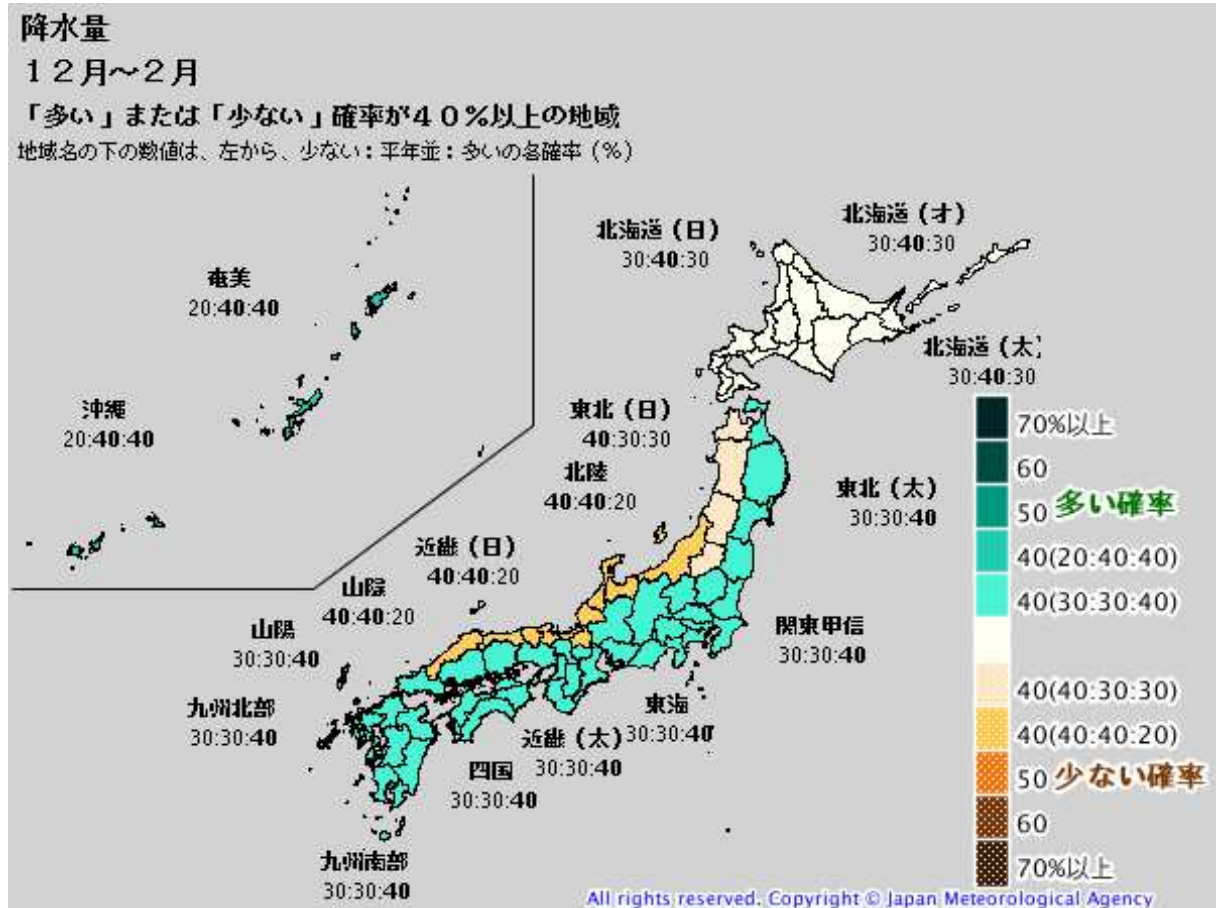 降水量
１２月～２月
「多い」または「少ない」確率が４０％以上の地域
地域名の下の数値は、左から、少ない：平年並：多いの各確率（％）
北海道（日）
30:40:30
北海道（オ）
30:40:30
北海道（太）
30:40:30
奄美
20:40:40
沖縄
20:40:40
東北（日）
40:30:30
北陸
40:40:20
東北（太）
30:30:40
近畿（日）
40:40:20
山陰
40:40:20
山陽
30:30:40
関東甲信
30:30:40
九州北部
30:30:40
東海
30:30:40
近畿（太）
30:30:40
四国
30:30:40
九州南部
30:30:40
70%以上
60
50 多い確率
40(20:40:40)
40(30:30:40)
40(40:30:30)
40(40:40:20)
50 少ない確率
60
70%以上
All rights reserved. Copyright © Japan Meteorological Agency